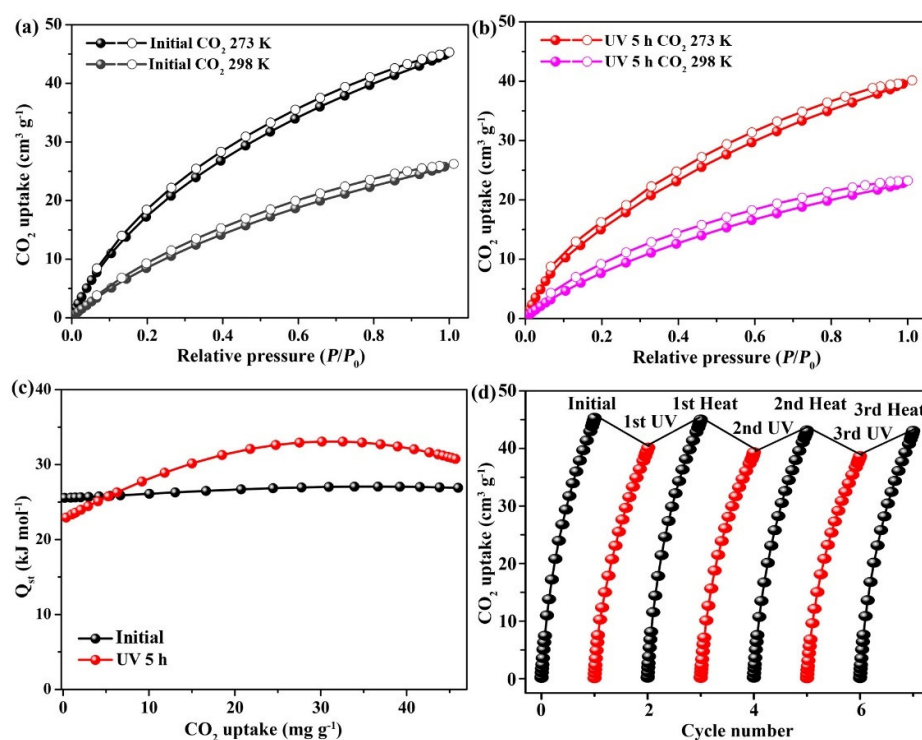 (a)
Initial CO₂ 273 K
Initial CO₂ 298 K
CO₂ uptake (cm³ g⁻¹)
50
40
30
20
10
0
0.0 0.2 0.4 0.6 0.8 1.0
Relative pressure (P/P₀)
(b)
UV 5 h CO₂ 273 K
UV 5 h CO₂ 298 K
CO₂ uptake (cm³ g⁻¹)
50
40
30
20
10
0
0.0 0.2 0.4 0.6 0.8 1.0
Relative pressure (P/P₀)
(c)
Qst (kJ mol⁻¹)
40
30
20
10
0
Initial
UV 5 h
0 10 20 30 40
CO₂ uptake (mg g⁻¹)
(d)
Initial
1st UV
1st Heat
2nd UV
2nd Heat
3rd UV
3rd Heat
CO₂ uptake (cm³ g⁻¹)
50
45
40
30
20
10
0
0 2 4 6
Cycle number